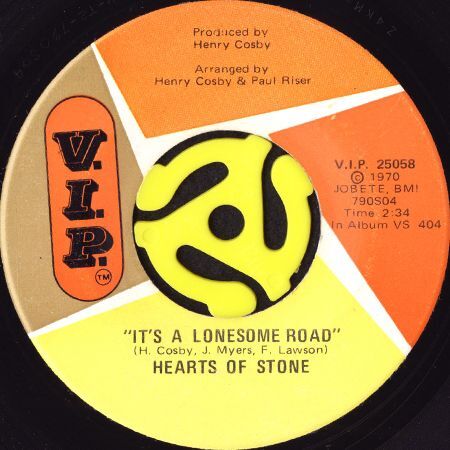 Produced by
Henry Cosby
Arranged by
Henry Cosby & Paul Riser
V.I.P.
TM
V.I.P. 25058
© 1970
JOBETE, BMI
790S04
Time 2:34
In Album VS 404
"IT'S A LONESOME ROAD"
(H. Cosby, J. Myers, F. Lawson)
HEARTS OF STONE